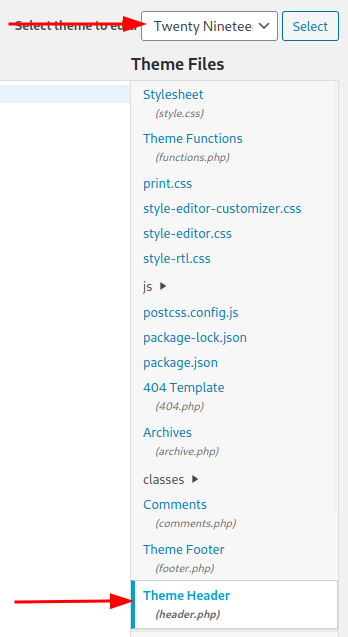 Select theme to edit: Twenty Ninetee Select
Theme Files
Stylesheet
(style.css)
Theme Functions
(functions.php)
print.css
style-editor-customizer.css
style-editor.css
style-rtl.css
js
postcss.config.js
package-lock.json
package.json
404 Template
(404.php)
Archives
(archive.php)
classes
Comments
(comments.php)
Theme Footer
(footer.php)
Theme Header
(header.php)